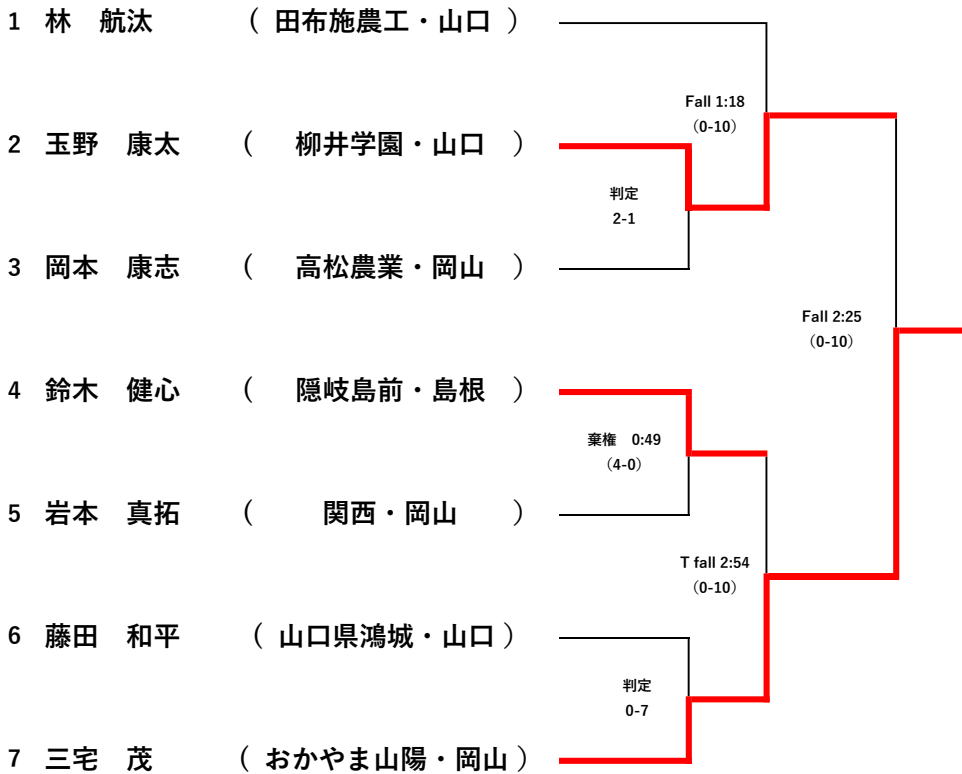 1 林 航汰 ( 田布施農工・山口 )
Fall 1:18
（0-10）
2 玉野 康太 ( 柳井学園・山口 )
判定
2-1
3 岡本 康志 ( 高松農業・岡山 )
Fall 2:25
（0-10）
4 鈴木 健心 ( 隠岐島前・島根 )
棄権 0:49
（4-0）
5 岩本 真拓 ( 関西・岡山 )
T fall 2:54
（0-10）
6 藤田 和平 ( 山口県鴻城・山口 )
判定
0-7
7 三宅 茂 ( おかやま山陽・岡山 )